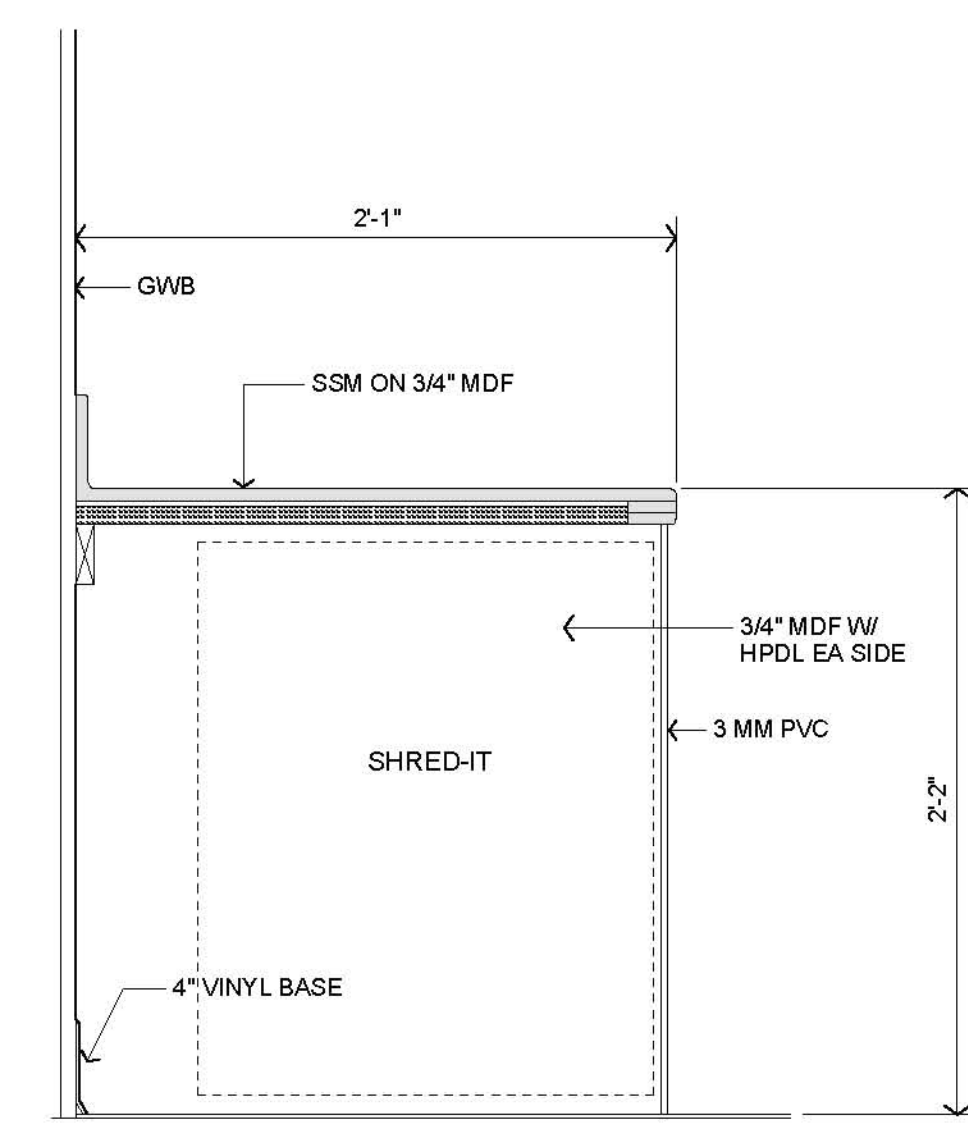 2'-1"
GWB
SSM ON 3/4" MDF
3/4" MDF W/
HPDL EA SIDE
3 MM PVC
SHRED-IT
2'-2"
4" VINYL BASE